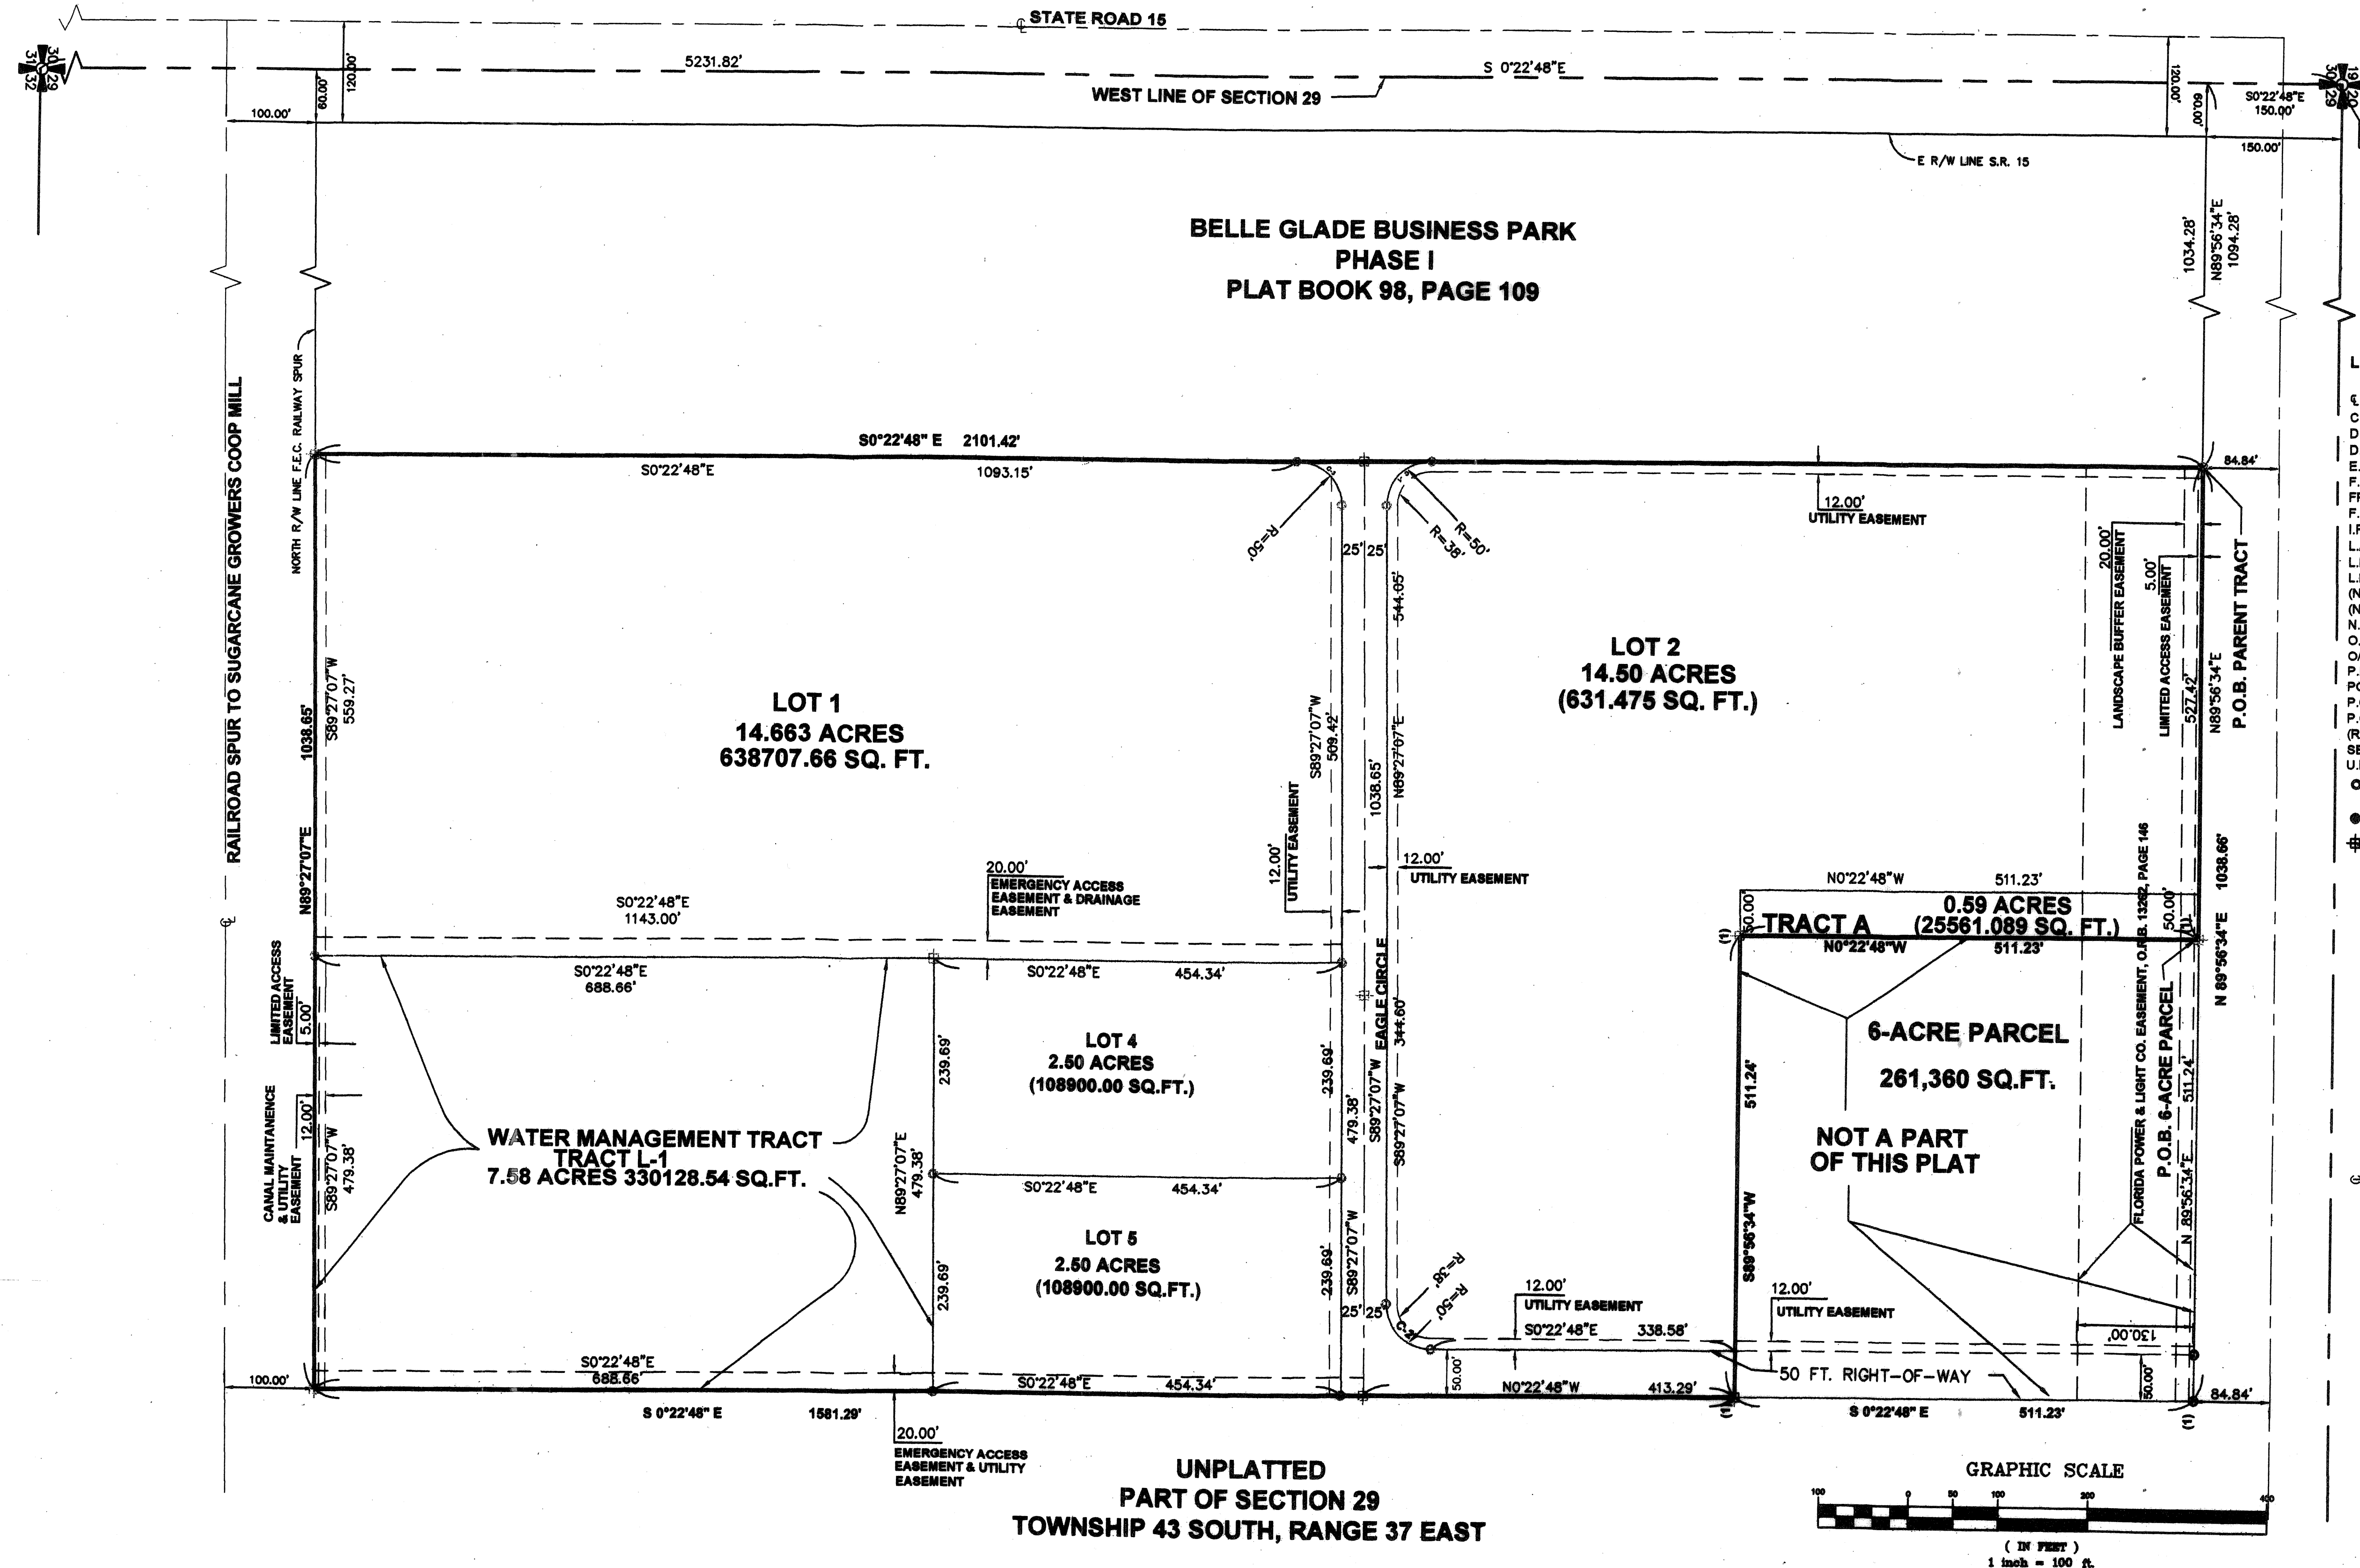 STATE ROAD 15
31 30
32 29
5231.82'
S 0°22'48"E
WEST LINE OF SECTION 29
60.00'
120.00'
100.00'
120.00'
60.00'
S0°22'48"E
150.00'
150.00'
30 19
29 20
E R/W LINE S.R. 15
BELLE GLADE BUSINESS PARK
PHASE I
PLAT BOOK 98, PAGE 109
1034.28'
N89°56'34"E
1094.28'
RAILROAD SPUR TO SUGARCANE GROWERS COOP MILL
NORTH R/W LINE F.E.C. RAILWAY SPUR
S0°22'48" E 2101.42'
S0°22'48"E 1093.15'
84.84'
12.00'
UTILITY EASEMENT
R=50'
R=50'
R=38'
25' 25'
544.05'
20.00'
LANDSCAPE BUFFER EASEMENT
5.00'
LIMITED ACCESS EASEMENT
527.42'
N89°56'34"E
P.O.B. PARENT TRACT
LOT 1
14.663 ACRES
638707.66 SQ. FT.
LOT 2
14.50 ACRES
(631.475 SQ. FT.)
1038.65'
S89°27'07"W
559.27'
N89°27'07"E
S89°27'07"W
509.42'
1038.65'
N89°27'07"E
12.00'
UTILITY EASEMENT
12.00'
UTILITY EASEMENT
20.00'
EMERGENCY ACCESS
EASEMENT & DRAINAGE
EASEMENT
S0°22'48"E
1143.00'
N0°22'48"W 511.23'
50.00'
0.59 ACRES
TRACT A (25561.089 SQ. FT.)
50.00'
(1)
(1)
N0°22'48"W 511.23'
1038.66'
N 89°56'34"E
FLORIDA POWER & LIGHT CO. EASEMENT, O.R.B. 13262, PAGE 146
P.O.B. 6-ACRE PARCEL
511.24'
N 89°56'34"E
S0°22'48"E
688.66'
S0°22'48"E 454.34'
LIMITED ACCESS
EASEMENT
5.00'
CANAL MAINTANENCE
& UTILITY
EASEMENT
12.00'
S89°27'07"W
479.38'
LOT 4
2.50 ACRES
(108900.00 SQ.FT.)
239.69'
239.69'
479.38'
EAGLE CIRCLE
S89°27'07"W
344.60'
S89°27'07"W
6-ACRE PARCEL
261,360 SQ.FT.
NOT A PART
OF THIS PLAT
511.24'
S89°56'34"W
WATER MANAGEMENT TRACT
TRACT L-1
7.58 ACRES 330128.54 SQ.FT.
N89°27'07"E
479.38'
S0°22'48"E 454.34'
LOT 5
2.50 ACRES
(108900.00 SQ.FT.)
239.69'
239.69'
S89°27'07"W
25' 25'
R=38'
R=50'
C-2
12.00'
UTILITY EASEMENT
S0°22'48"E 338.58'
12.00'
UTILITY EASEMENT
130.00'
50.00'
50.00'
50 FT. RIGHT-OF-WAY
S0°22'48"E
688.66'
S0°22'48"E 454.34'
N0°22'48"W 413.29'
(1)
(1)
100.00'
84.84'
S 0°22'48" E 1581.29'
S 0°22'48" E 511.23'
20.00'
EMERGENCY ACCESS
EASEMENT & UTILITY
EASEMENT
UNPLATTED
PART OF SECTION 29
TOWNSHIP 43 SOUTH, RANGE 37 EAST
GRAPHIC SCALE
100 0 50 100 200 400
( IN FEET )
1 inch = 100 ft.